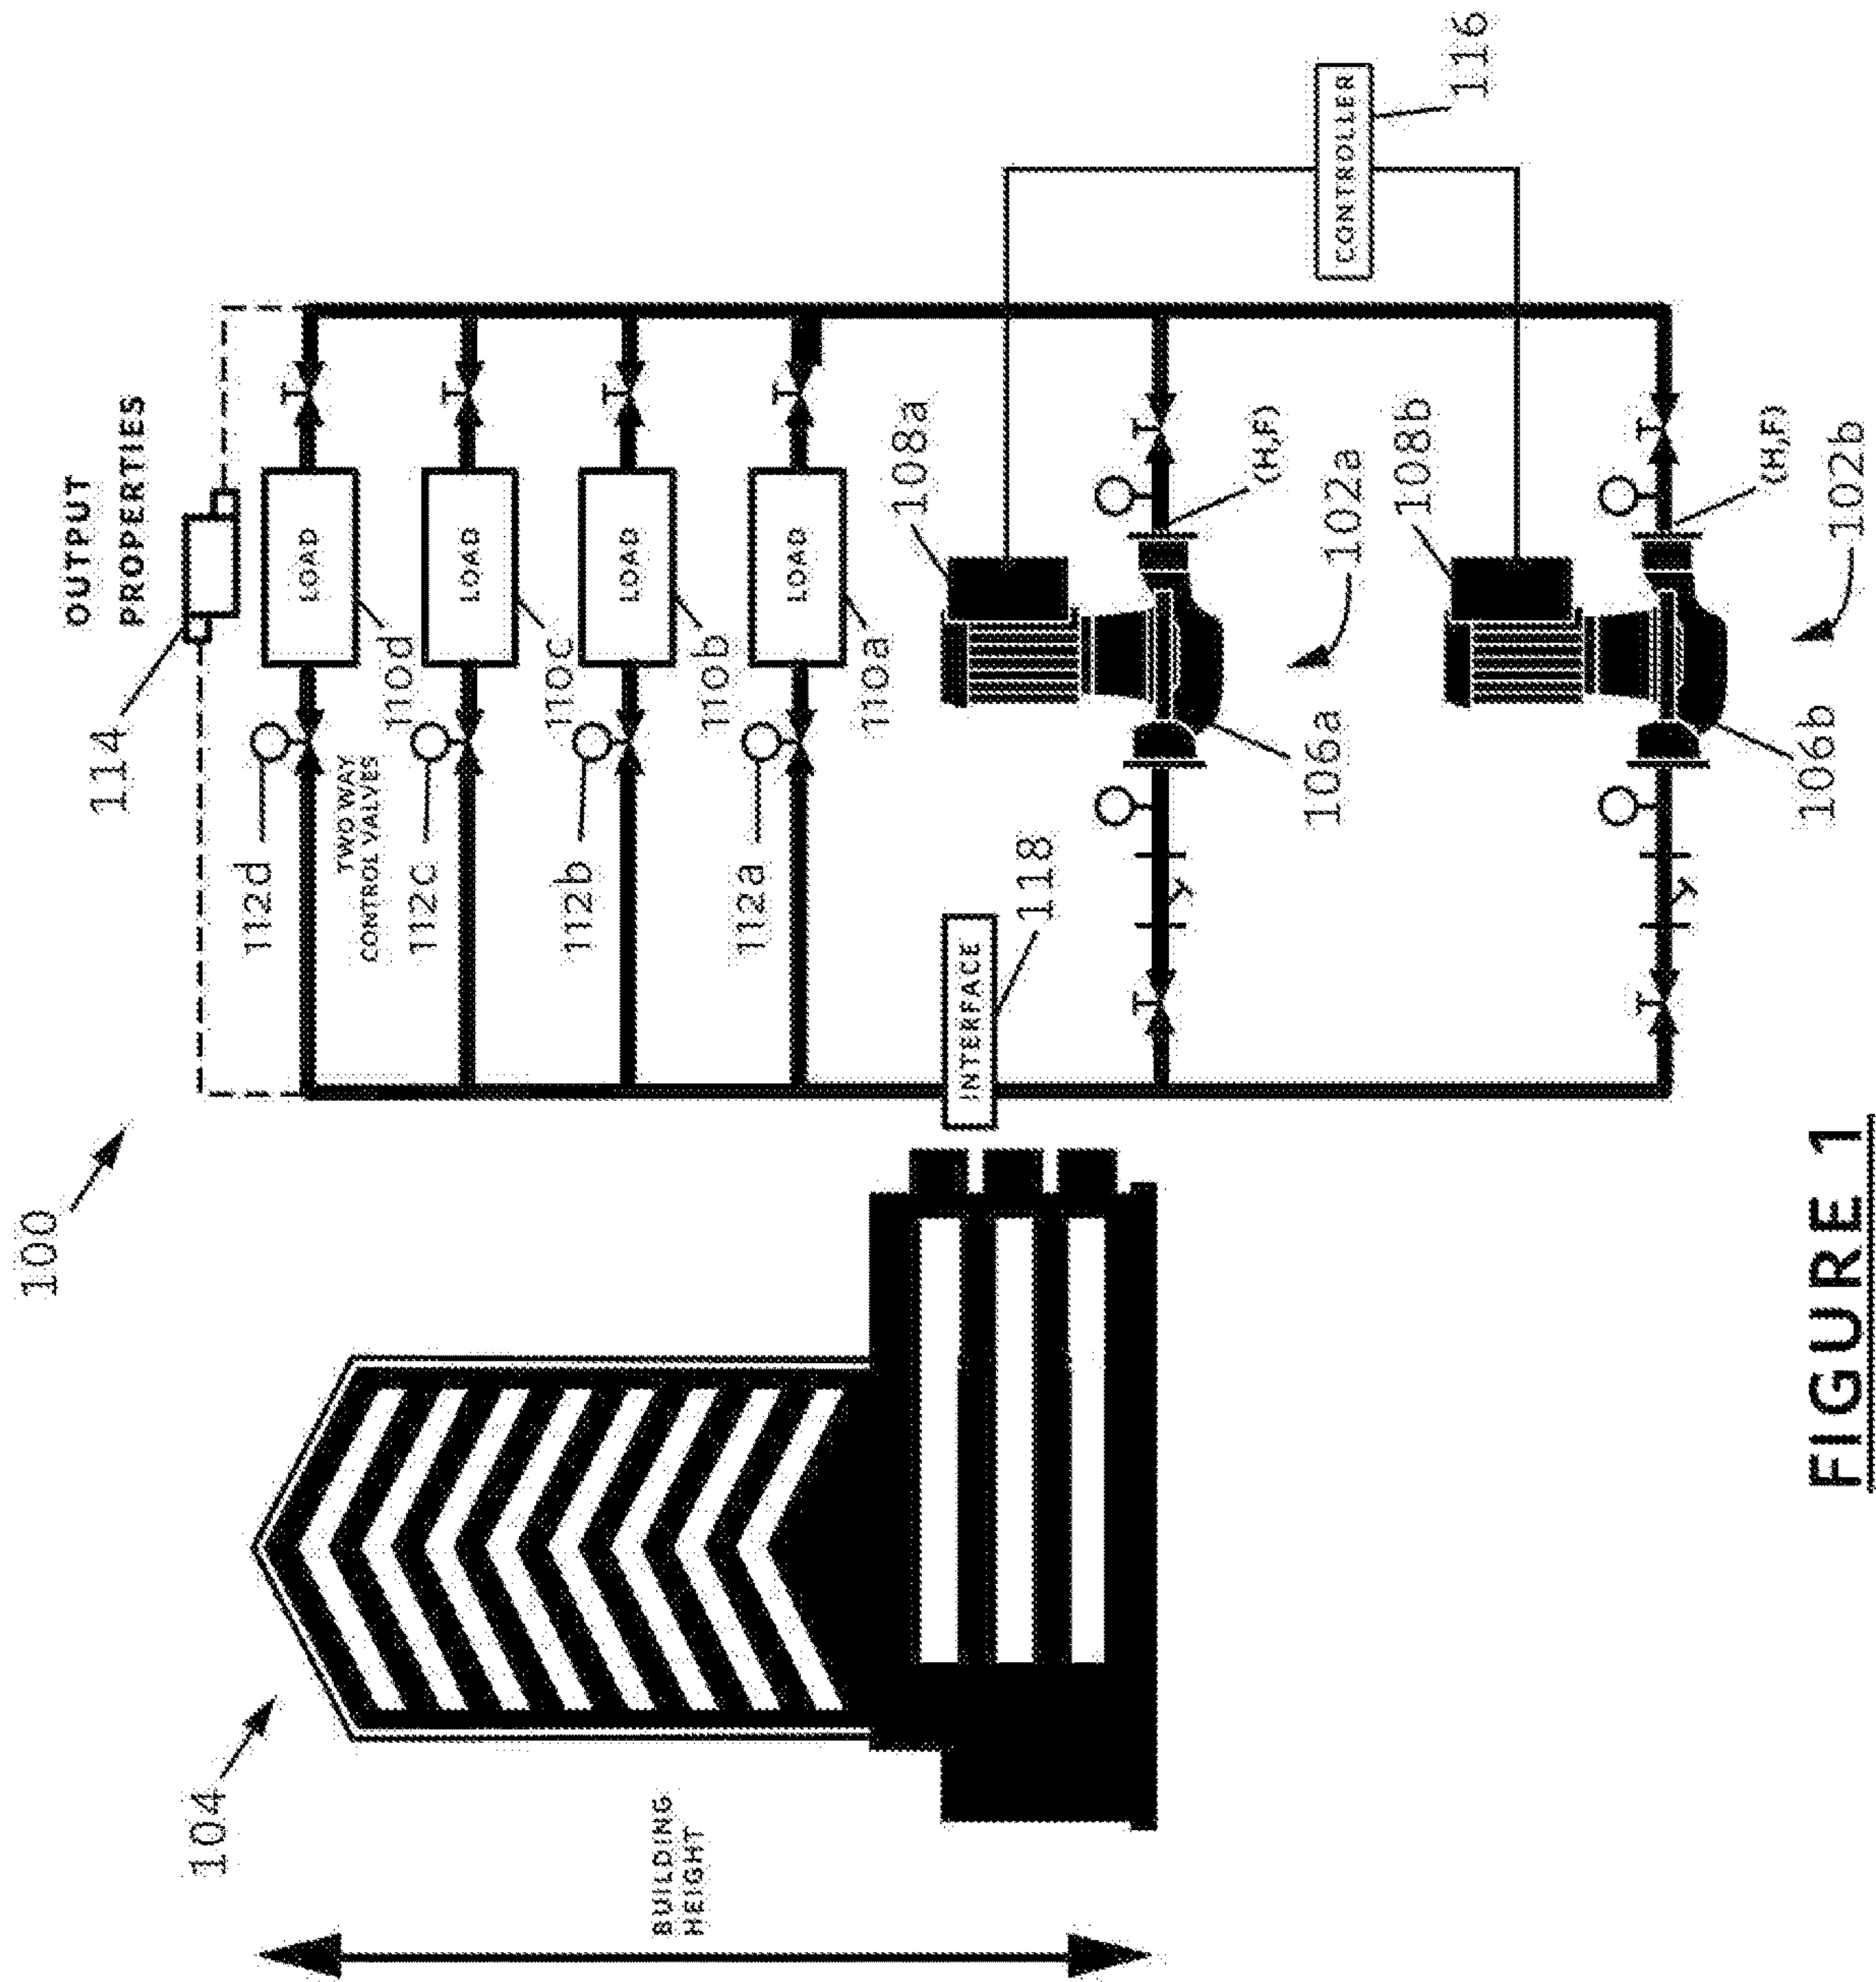 100
104
BUILDING
HEIGHT
114
OUTPUT
PROPERTIES
112d
110d
LOAD
TWO WAY
CONTROL VALVES
112c
110c
LOAD
112b
110b
LOAD
112a
110a
LOAD
108a
INTERFACE
118
(H,F)
106a
102a
CONTROLLER
116
108b
(H,F)
106b
102b
FIGURE 1